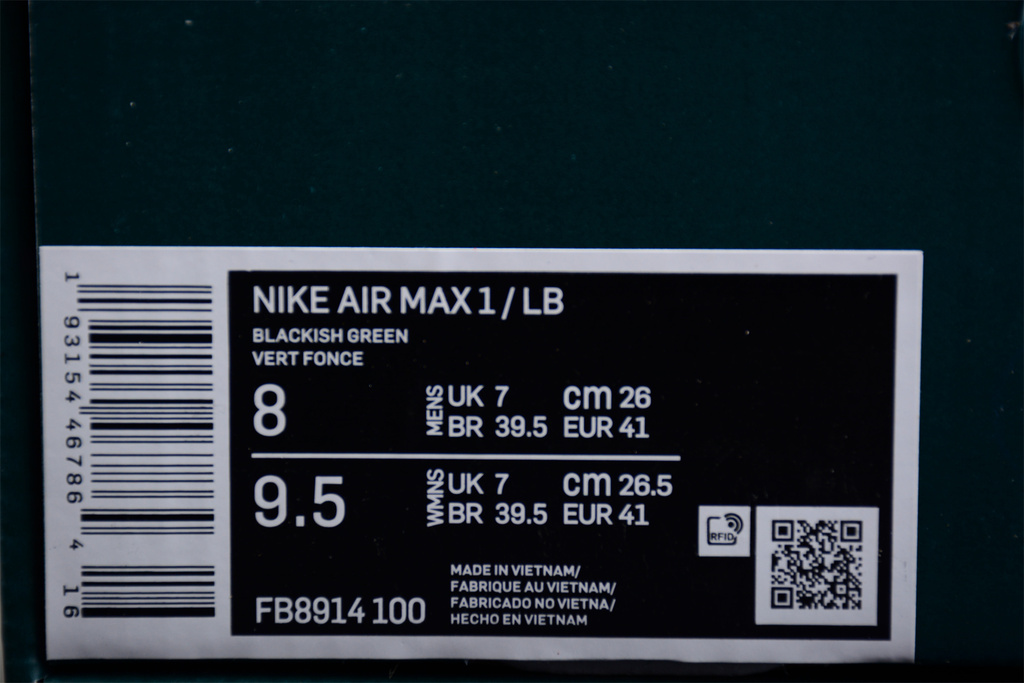 1 93154 46786 4 16
NIKE AIR MAX 1 / LB
BLACKISH GREEN
VERT FONCE
8 MENS UK 7 cm 26
BR 39.5 EUR 41
9.5 WMNS UK 7 cm 26.5
BR 39.5 EUR 41
RFID
MADE IN VIETNAM/
FABRIQUE AU VIETNAM/
FABRICADO NO VIETNA/
HECHO EN VIETNAM
FB8914 100